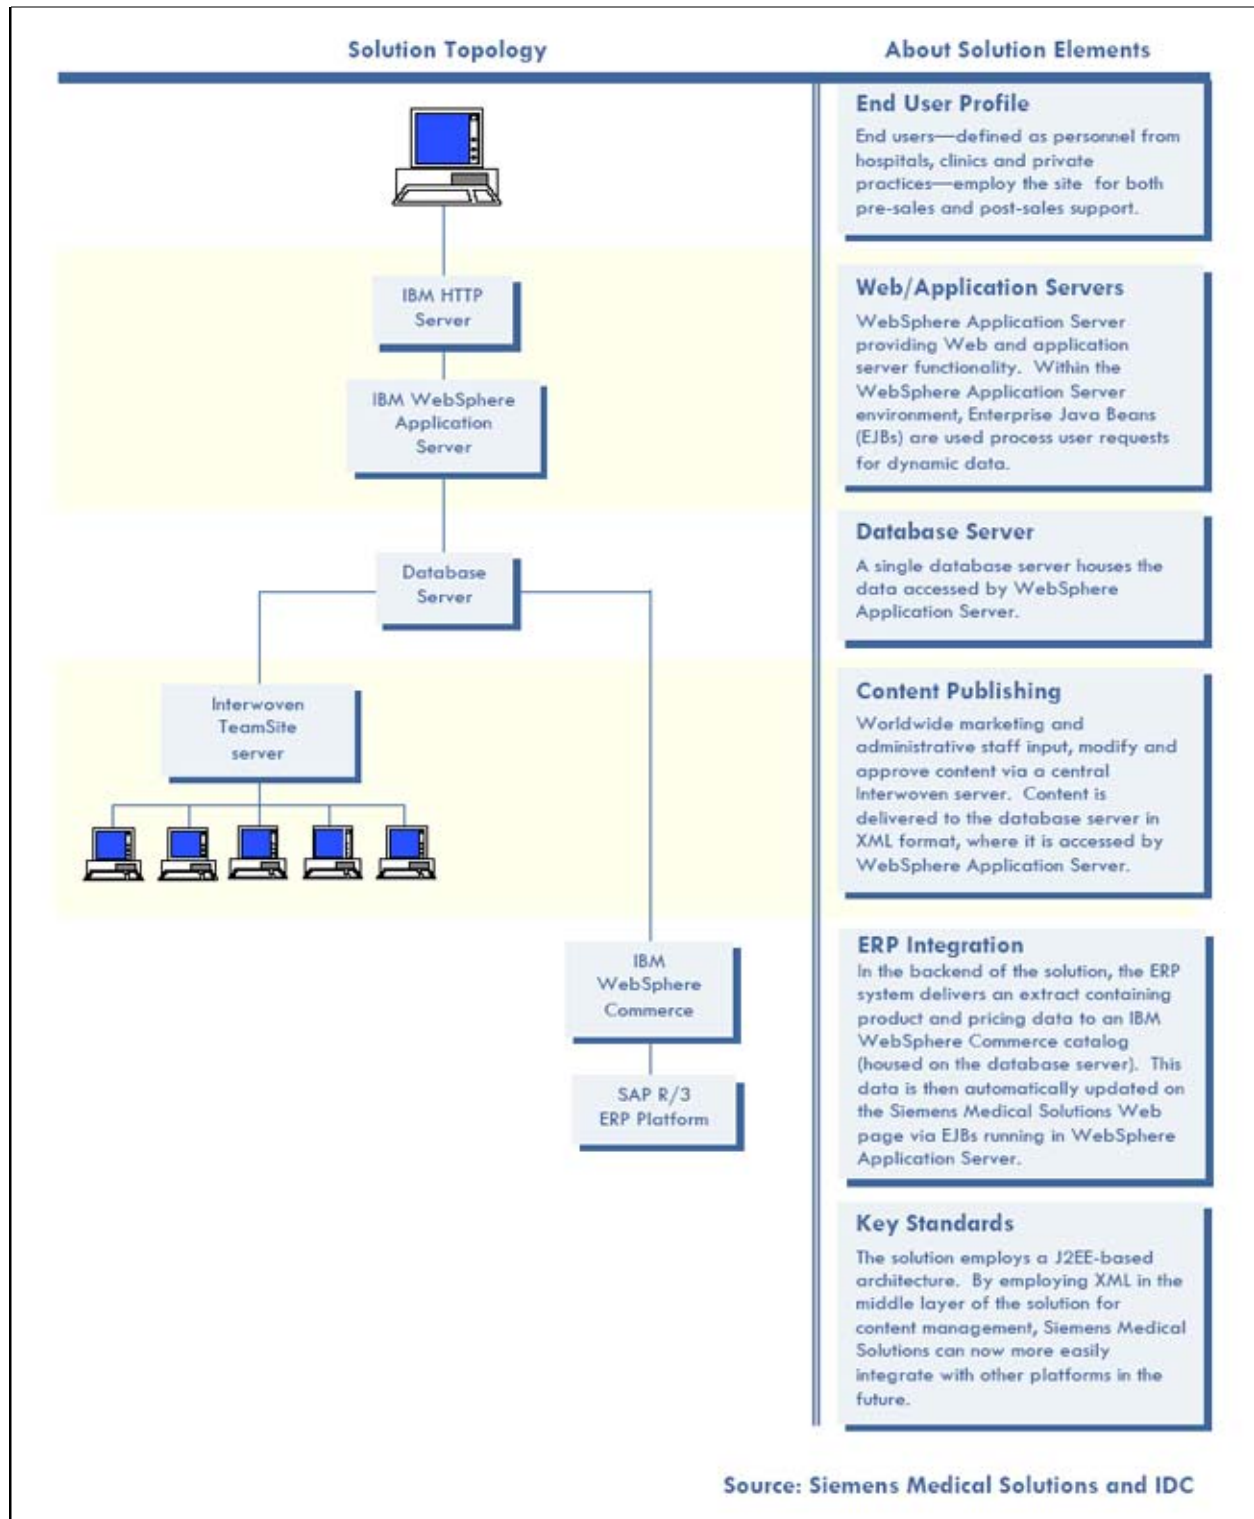 Solution Topology
About Solution Elements
IBM HTTP
Server
IBM WebSphere
Application
Server
Database
Server
Interwoven
TeamSite
server
IBM
WebSphere
Commerce
SAP R/3
ERP Platform
End User Profile
End users—defined as personnel from
hospitals, clinics and private
practices—employ the site for both
pre-sales and post-sales support.
Web/Application Servers
WebSphere Application Server
providing Web and application
server functionality. Within the
WebSphere Application Server
environment, Enterprise Java Beans
(EJBs) are used process user requests
for dynamic data.
Database Server
A single database server houses the
data accessed by WebSphere
Application Server.
Content Publishing
Worldwide marketing and
administrative staff input, modify and
approve content via a central
Interwoven server. Content is
delivered to the database server in
XML format, where it is accessed by
WebSphere Application Server.
ERP Integration
In the backend of the solution, the ERP
system delivers an extract containing
product and pricing data to an IBM
WebSphere Commerce catalog
(housed on the database server). This
data is then automatically updated on
the Siemens Medical Solutions Web
page via EJBs running in WebSphere
Application Server.
Key Standards
The solution employs a J2EE-based
architecture. By employing XML in the
middle layer of the solution for
content management, Siemens Medical
Solutions can now more easily
integrate with other platforms in the
future.
Source: Siemens Medical Solutions and IDC